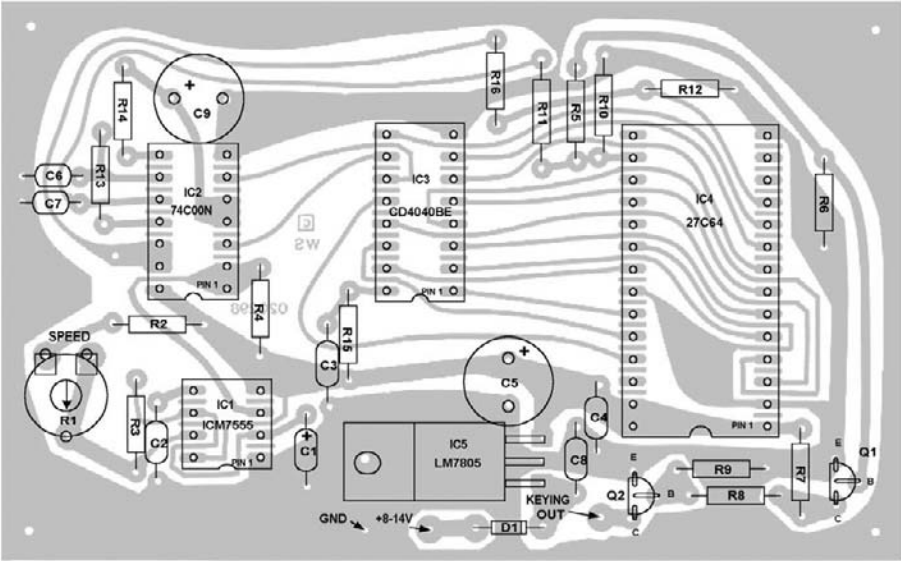 R16
R11
R5
R10
R12
R14
C9
R13
C6
C7
IC2
74C00N
IC3
CD4040BE
IC4
27C64
R6
C
WS
PIN 1
PIN 1
R4
R2
R15
SPEED
C3
C5
R1
IC1
ICM7555
R3
C2
C1
PIN 1
IC5
LM7805
C4
C8
PIN 1
R7
E
Q1
B
C
E
Q2
B
C
R9
R8
KEYING
OUT
GND
+8-14V
D1
+
+
+